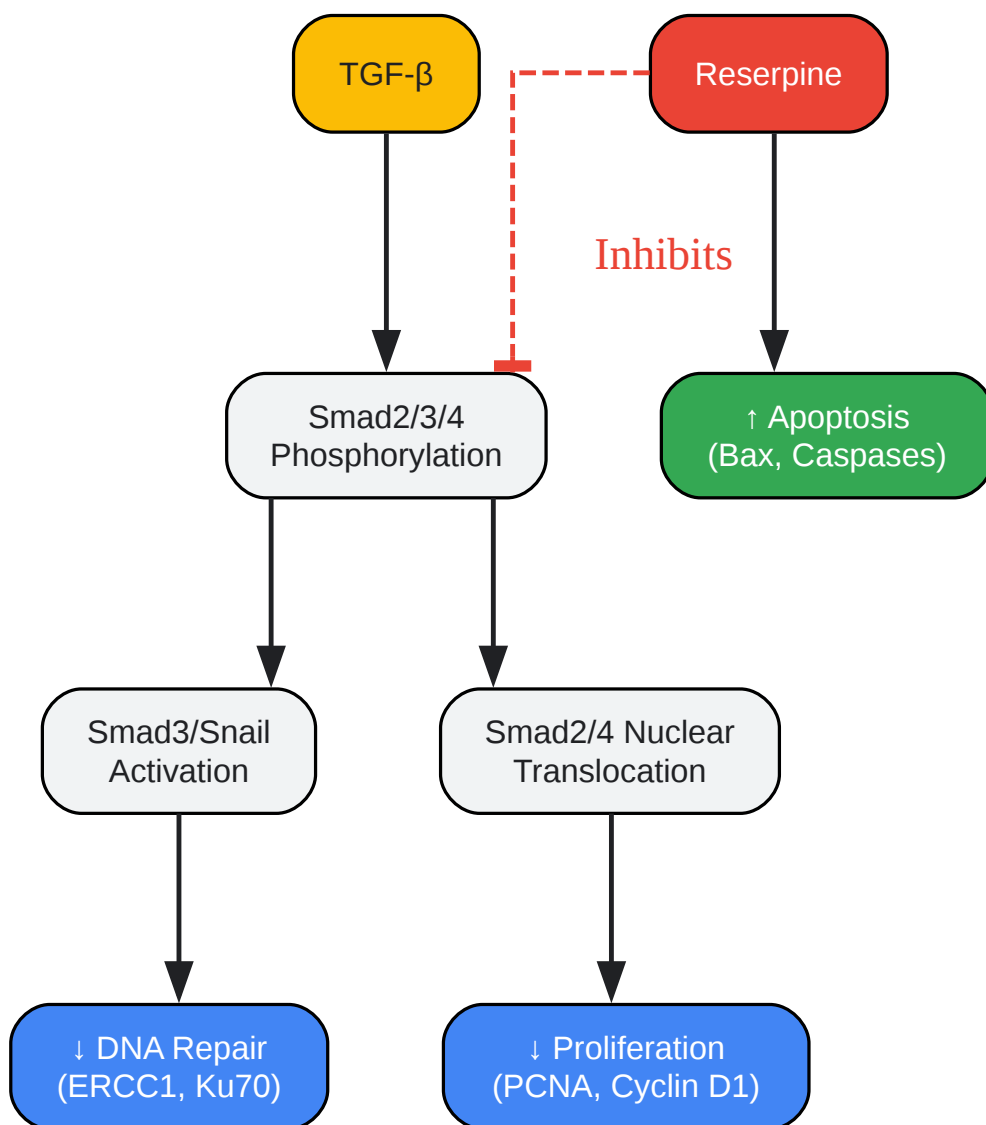 TGF-β
Reserpine
Inhibits
Smad2/3/4
Phosphorylation
↑ Apoptosis
(Bax, Caspases)
Smad3/Snail
Activation
Smad2/4 Nuclear
Translocation
↓ DNA Repair
(ERCC1, Ku70)
↓ Proliferation
(PCNA, Cyclin D1)